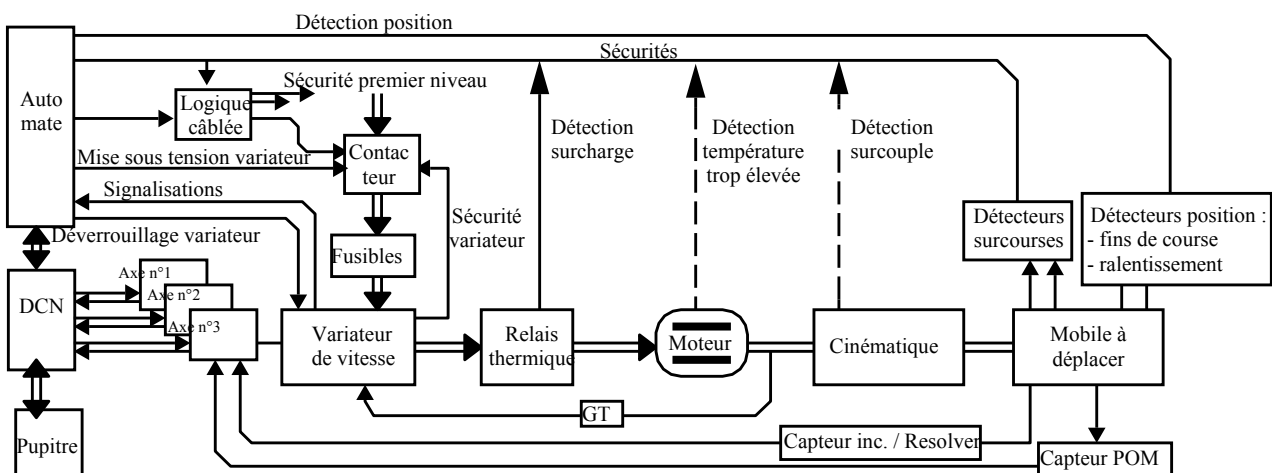 Détection position
Sécurités
Auto
mate
Sécurité premier niveau
Logique
câblée
Détection
surcharge
Détection
température
trop élevée
Détection
surcouple
Mise sous tension variateur
Contac
teur
Signalisations
Sécurité
variateur
Déverrouillage variateur
Fusibles
Détecteurs
surcourses
Détecteurs position :
- fins de course
- ralentissement
DCN
Axe n°1
Axe n°2
Axe n°3
Variateur
de vitesse
Relais
thermique
Moteur
Cinématique
Mobile à
déplacer
GT
Pupitre
Capteur inc. / Resolver
Capteur POM